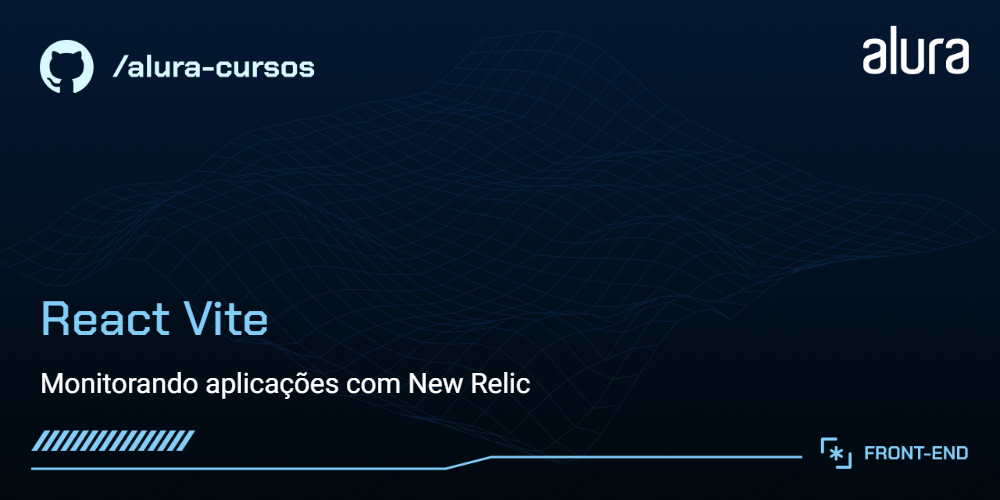 /alura-cursos
alura
React Vite
Monitorando aplicações com New Relic
FRONT-END